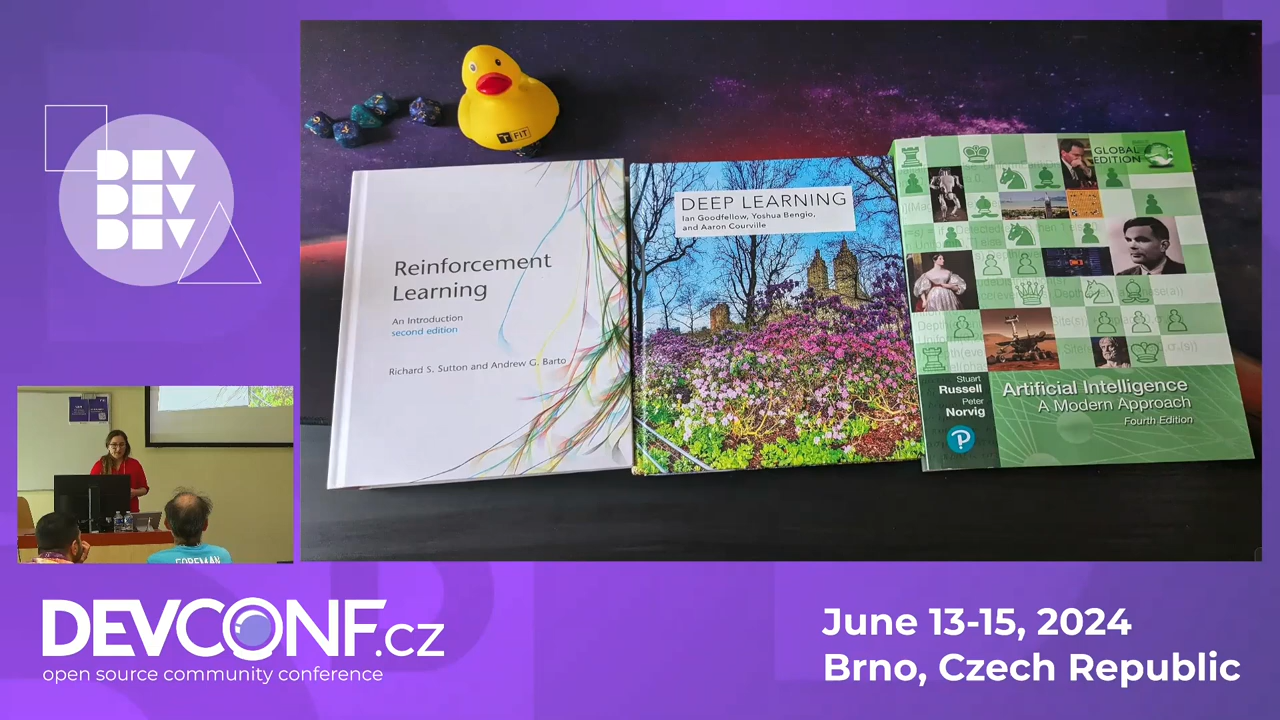 DEV
DEV
DEV
T FIT
Reinforcement
Learning
An Introduction
second edition
Richard S. Sutton and Andrew G. Barto
DEEP LEARNING
Ian Goodfellow, Yoshua Bengio,
and Aaron Courville
GLOBAL
EDITION
Stuart
Russell
Peter
Norvig
P
Artificial Intelligence
A Modern Approach
Fourth Edition
FOREMAN
DEVCONF.cz
open source community conference
June 13-15, 2024
Brno, Czech Republic